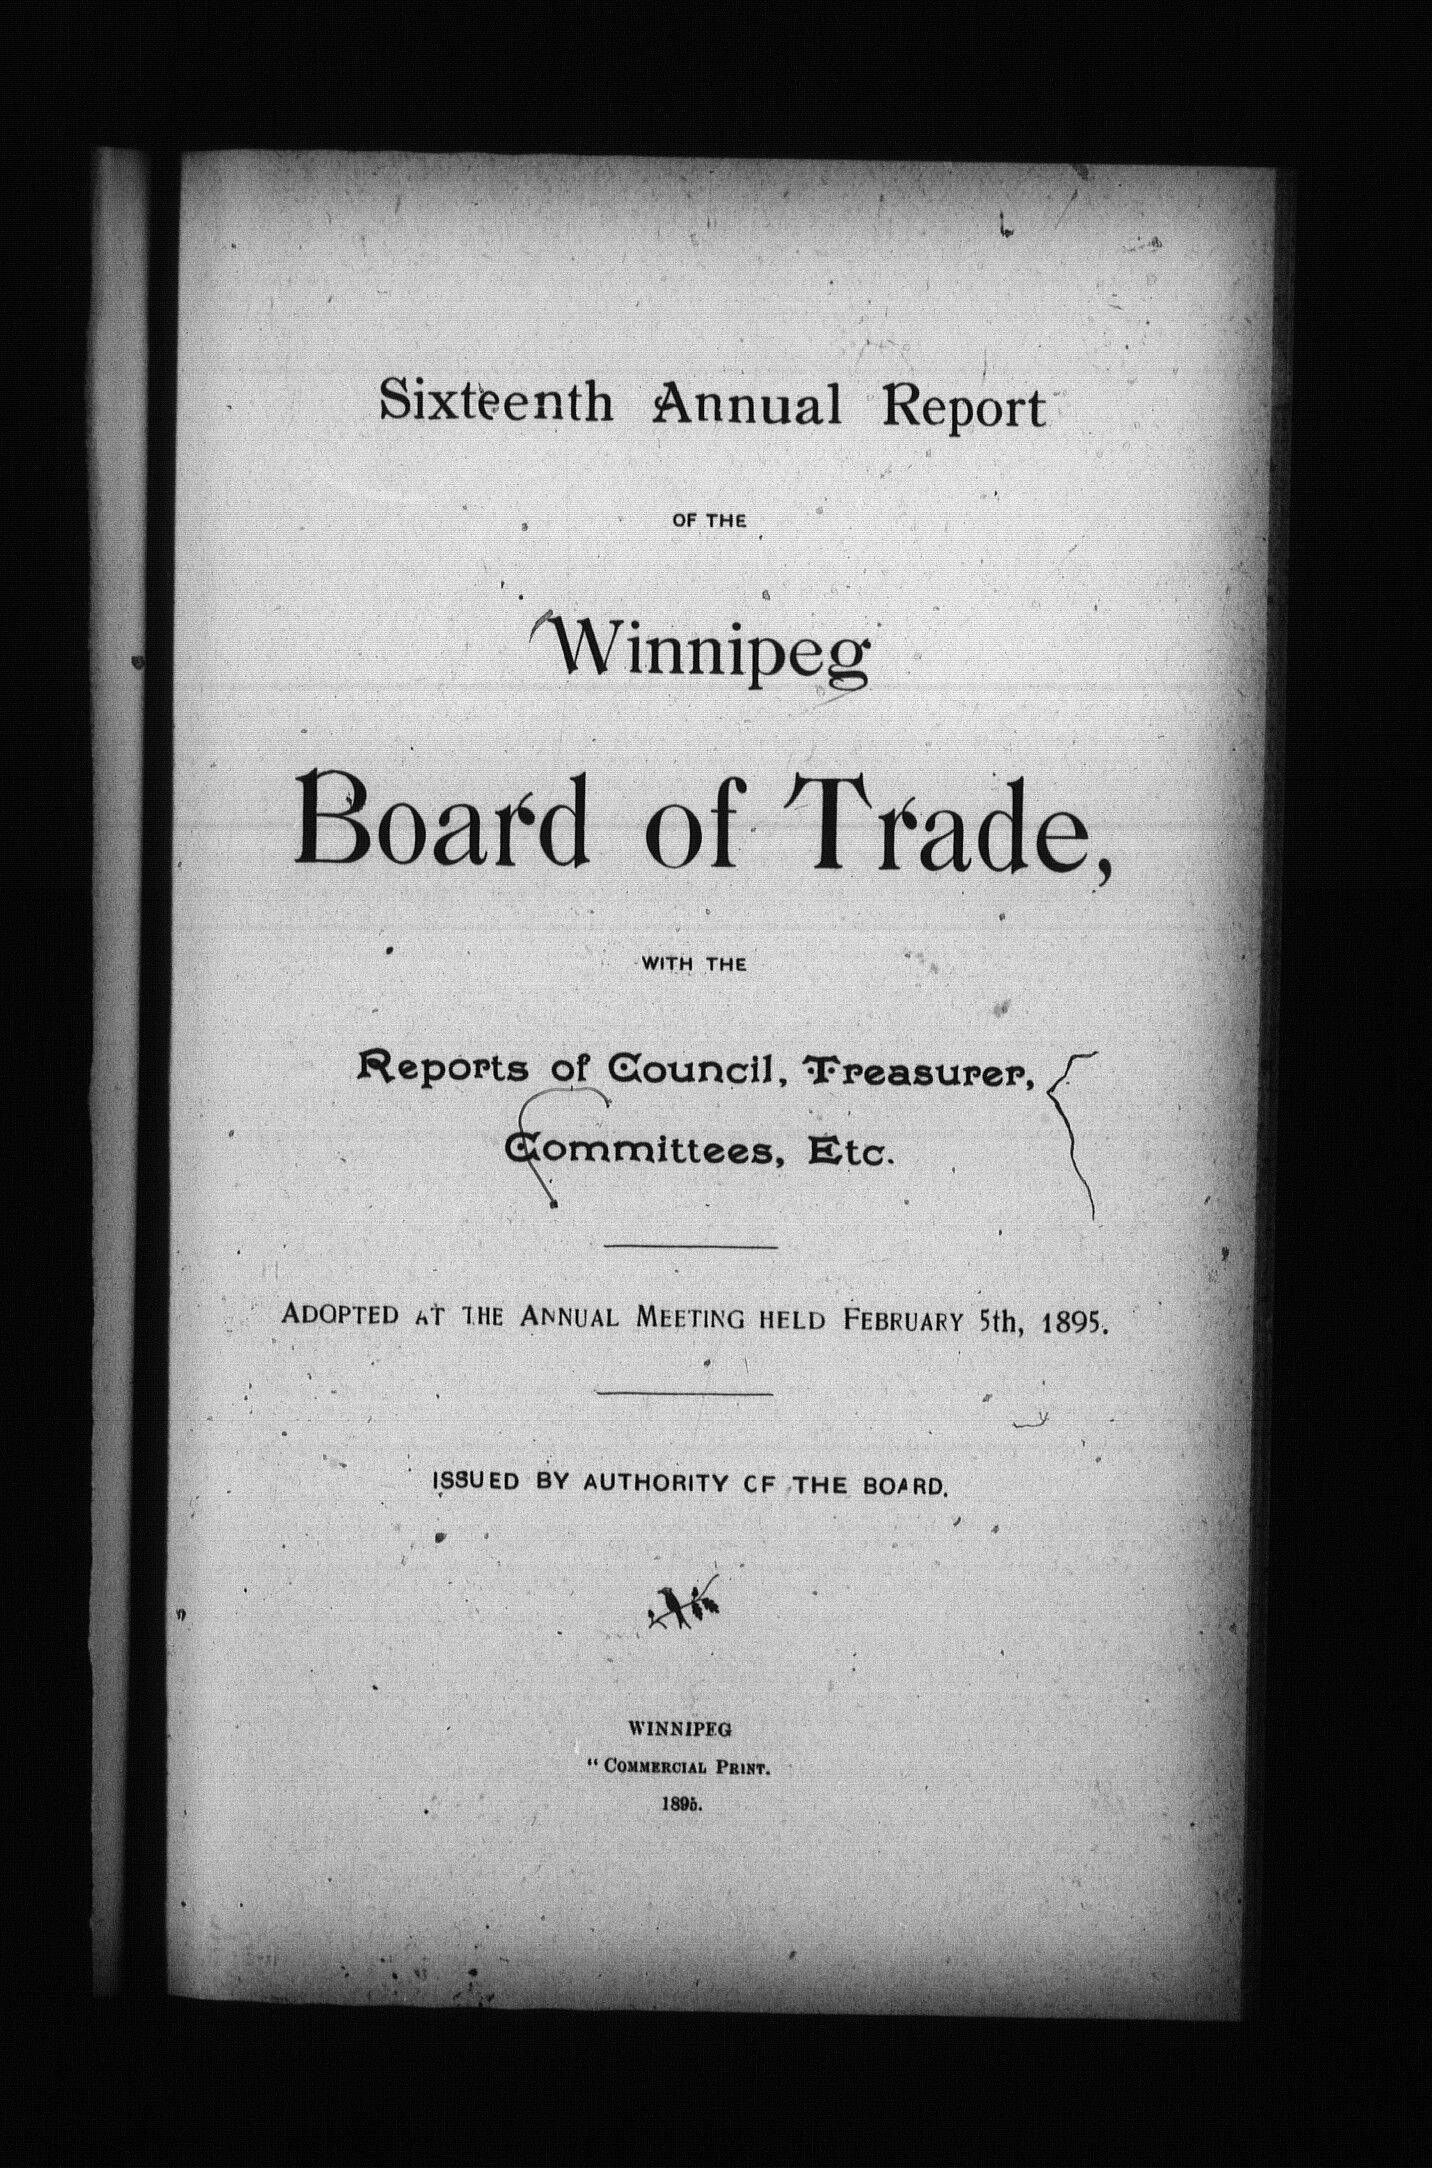 Sixteenth Annual Report
OF THE
Winnipeg
Board of Trade,
WITH THE
Reports of Council, Treasurer,
Committees, Etc.
ADOPTED AT THE ANNUAL MEETING HELD FEBRUARY 5th, 1895.
ISSUED BY AUTHORITY OF THE BOARD.
WINNIPEG
"COMMERCIAL PRINT.
1895.